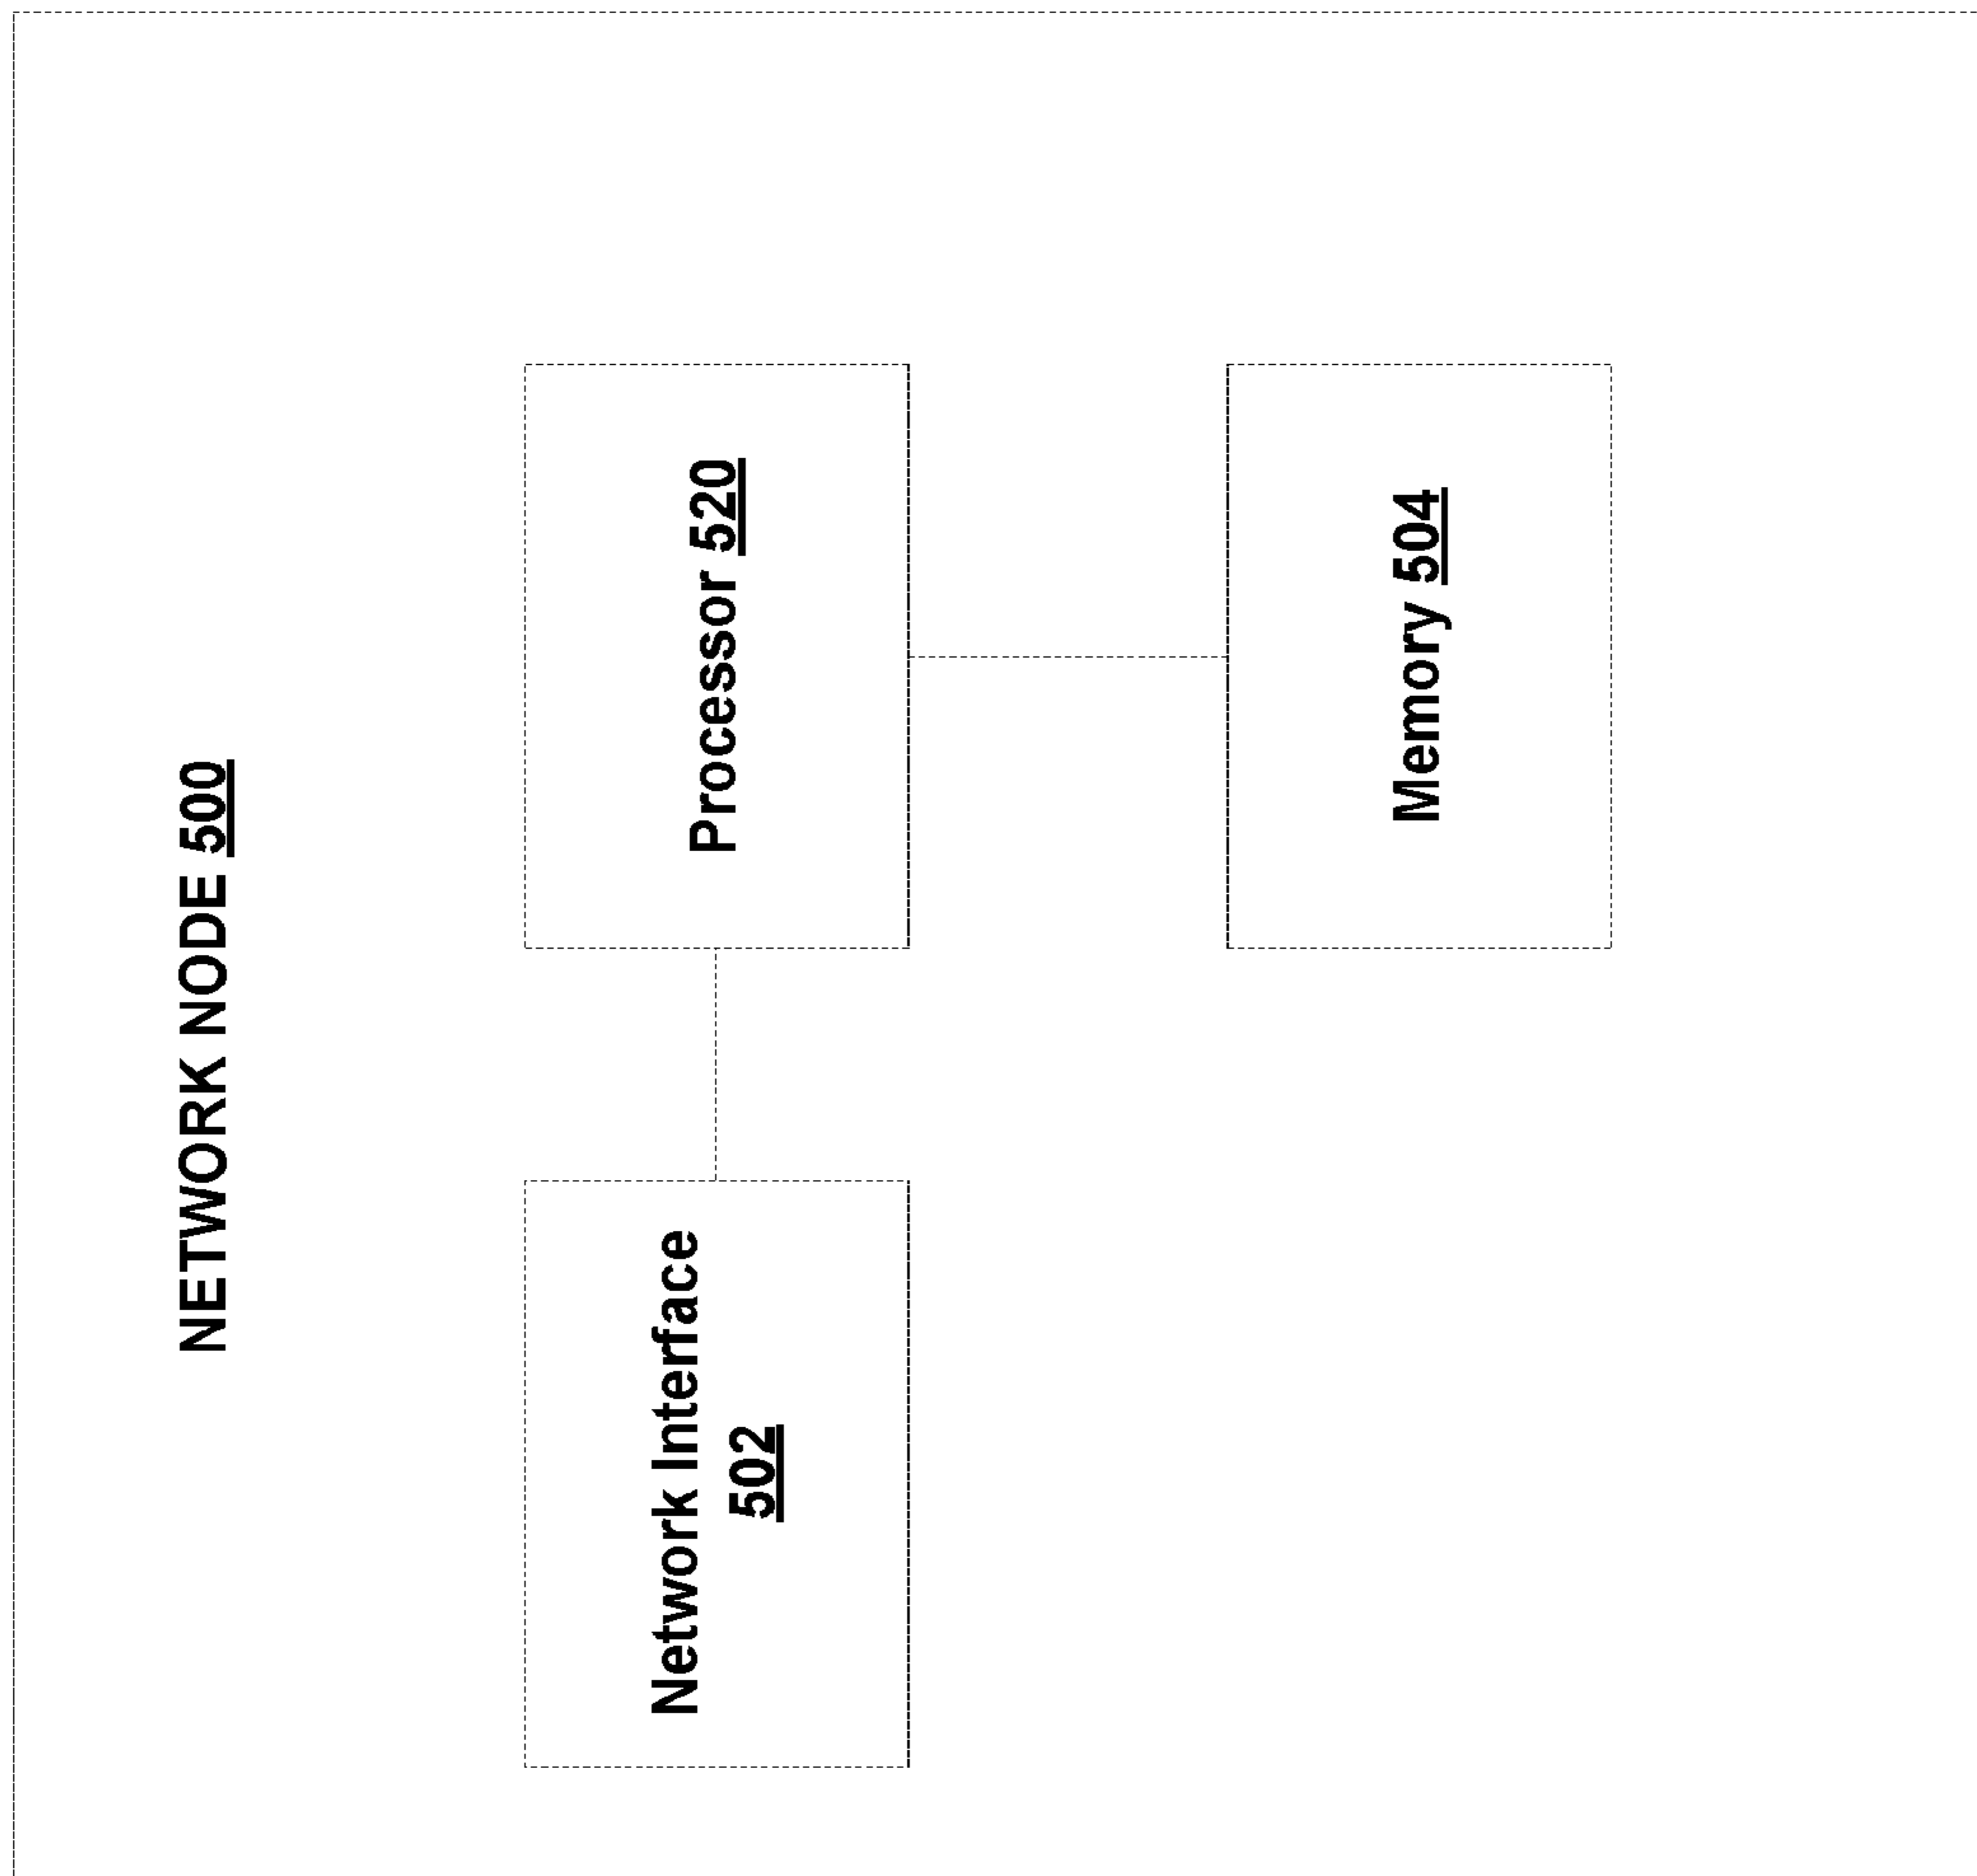 NETWORK NODE 500
Network Interface
502
Processor 520
Memory 504